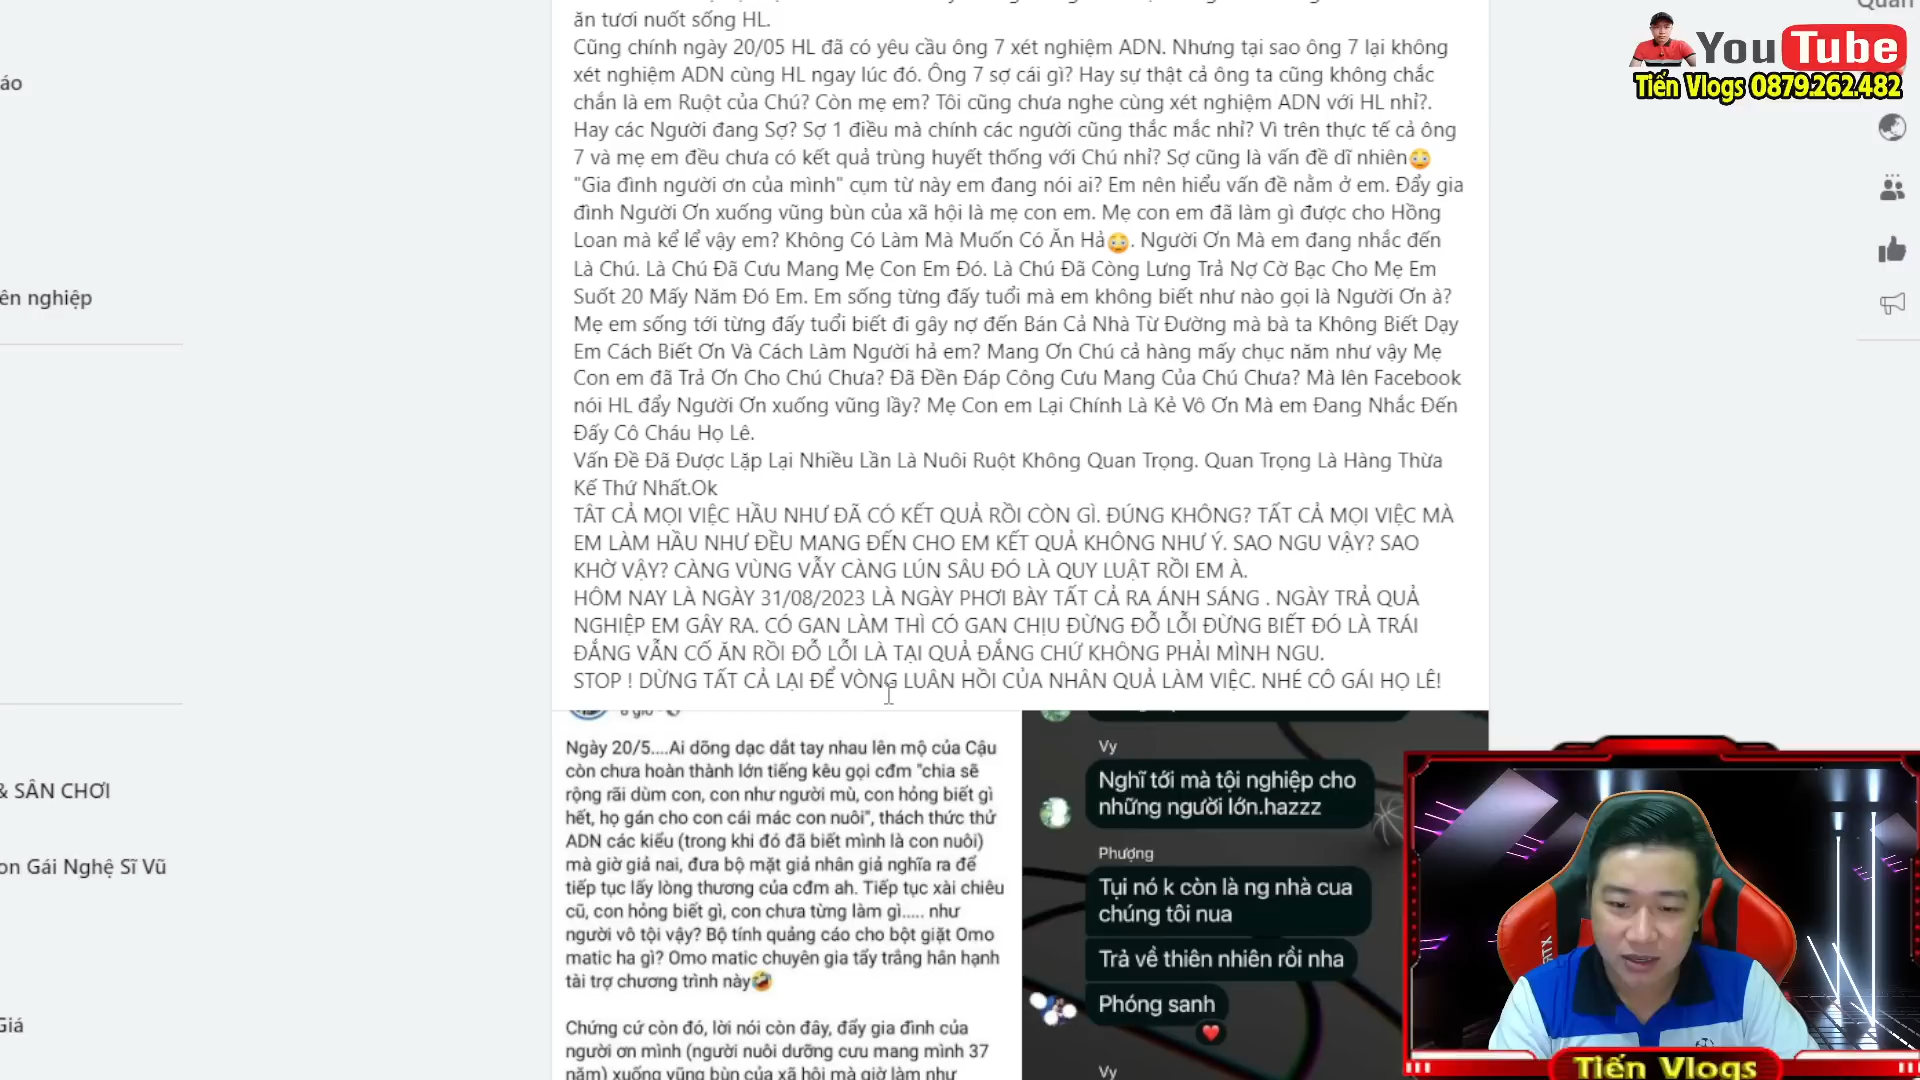 ăn tươi nuốt sống HL.
Cũng chính ngày 20/05 HL đã có yêu cầu ông 7 xét nghiệm ADN. Nhưng tại sao ông 7 lại không
xét nghiệm ADN cùng HL ngay lúc đó. Ông 7 sợ cái gì? Hay sự thật cả ông ta cũng không chắc
chắn là em Ruột của Chú? Còn mẹ em? Tôi cũng chưa nghe cùng xét nghiệm ADN với HL nhỉ?.
Hay các Người đang Sợ? Sợ 1 điều mà chính các người cũng thắc mắc nhỉ? Vì trên thực tế cả ông
7 và mẹ em đều chưa có kết quả trùng huyết thống với Chú nhỉ? Sợ cũng là vấn đề dĩ nhiên😳
"Gia đình người ơn của mình" cụm từ này em đang nói ai? Em nên hiểu vấn đề nằm ở em. Đẩy gia
đình Người Ơn xuống vũng bùn của xã hội là mẹ con em. Mẹ con em đã làm gì được cho Hồng
Loan mà kể lể vậy em? Không Có Làm Mà Muốn Có Ăn Hả😳. Người Ơn Mà em đang nhắc đến
Là Chú. Là Chú Đã Cưu Mang Mẹ Con Em Đó. Là Chú Đã Còng Lưng Trả Nợ Cờ Bạc Cho Mẹ Em
Suốt 20 Mấy Năm Đó Em. Em sống từng đấy tuổi mà em không biết như nào gọi là Người Ơn à?
Mẹ em sống tới từng đấy tuổi biết đi gây nợ đến Bán Cả Nhà Từ Đường mà bà ta Không Biết Dạy
Em Cách Biết Ơn Và Cách Làm Người hả em? Mang Ơn Chú cả hàng mấy chục năm như vậy Mẹ
Con em đã Trả Ơn Cho Chú Chưa? Đã Đền Đáp Công Cưu Mang Của Chú Chưa? Mà lên Facebook
nói HL đẩy Người Ơn xuống vũng lầy? Mẹ Con em Lại Chính Là Kẻ Vô Ơn Mà em Đang Nhắc Đến
Đấy Cô Cháu Họ Lê.
Vấn Đề Đã Được Lặp Lại Nhiều Lần Là Nuôi Ruột Không Quan Trọng. Quan Trọng Là Hàng Thừa
Kế Thứ Nhất.Ok
TẤT CẢ MỌI VIỆC HẦU NHƯ ĐÃ CÓ KẾT QUẢ RỒI CÒN GÌ. ĐÚNG KHÔNG? TẤT CẢ MỌI VIỆC MÀ
EM LÀM HẦU NHƯ ĐỀU MANG ĐẾN CHO EM KẾT QUẢ KHÔNG NHƯ Ý. SAO NGU VẬY? SAO
KHỜ VẬY? CÀNG VÙNG VẪY CÀNG LÚN SÂU ĐÓ LÀ QUY LUẬT RỒI EM À.
HÔM NAY LÀ NGÀY 31/08/2023 LÀ NGÀY PHƠI BÀY TẤT CẢ RA ÁNH SÁNG . NGÀY TRẢ QUẢ
NGHIỆP EM GÂY RA. CÓ GAN LÀM THÌ CÓ GAN CHỊU ĐỪNG ĐỖ LỖI ĐỪNG BIẾT ĐÓ LÀ TRÁI
ĐẮNG VẪN CỐ ĂN RỒI ĐỖ LỖI LÀ TẠI QUẢ ĐẮNG CHỨ KHÔNG PHẢI MÌNH NGU.
STOP ! DỪNG TẤT CẢ LẠI ĐỂ VÒNG LUÂN HỒI CỦA NHÂN QUẢ LÀM VIỆC. NHÉ CÔ GÁI HỌ LÊ!
Ngày 20/5....Ai dõng dạc dắt tay nhau lên mộ của Cậu
còn chưa hoàn thành lớn tiếng kêu gọi cđm "chia sẽ
rộng rãi dùm con, con như người mù, con hỏng biết gì
hết, họ gán cho con cái mác con nuôi", thách thức thử
ADN các kiểu (trong khi đó đã biết mình là con nuôi)
mà giờ giả nai, đưa bộ mặt giả nhân giả nghĩa ra để
tiếp tục lấy lòng thương của cđm ah. Tiếp tục xài chiêu
cũ, con hỏng biết gì, con chưa từng làm gì..... như
người vô tội vậy? Bộ tính quảng cáo cho bột giặt Omo
matic ha gì? Omo matic chuyên gia tẩy trắng hân hạnh
tài trợ chương trình này🤣
Chứng cứ còn đó, lời nói còn đây, đẩy gia đình của
người ơn mình (người nuôi dưỡng cưu mang mình 37
năm) xuống vũng bùn của xã hội mà giờ làm như
Vy
Nghĩ tới mà tội nghiệp cho
những người lớn.hazzz
Phượng
Tụi nó k còn là ng nhà cua
chúng tôi nua
Trả về thiên nhiên rồi nha
Phóng sanh
Vy
áo
ên nghiệp
& SÂN CHƠI
on Gái Nghệ Sĩ Vũ
Giá
Quan
YouTube
Tiến Vlogs 0879.262.482
Tiến Vlogs